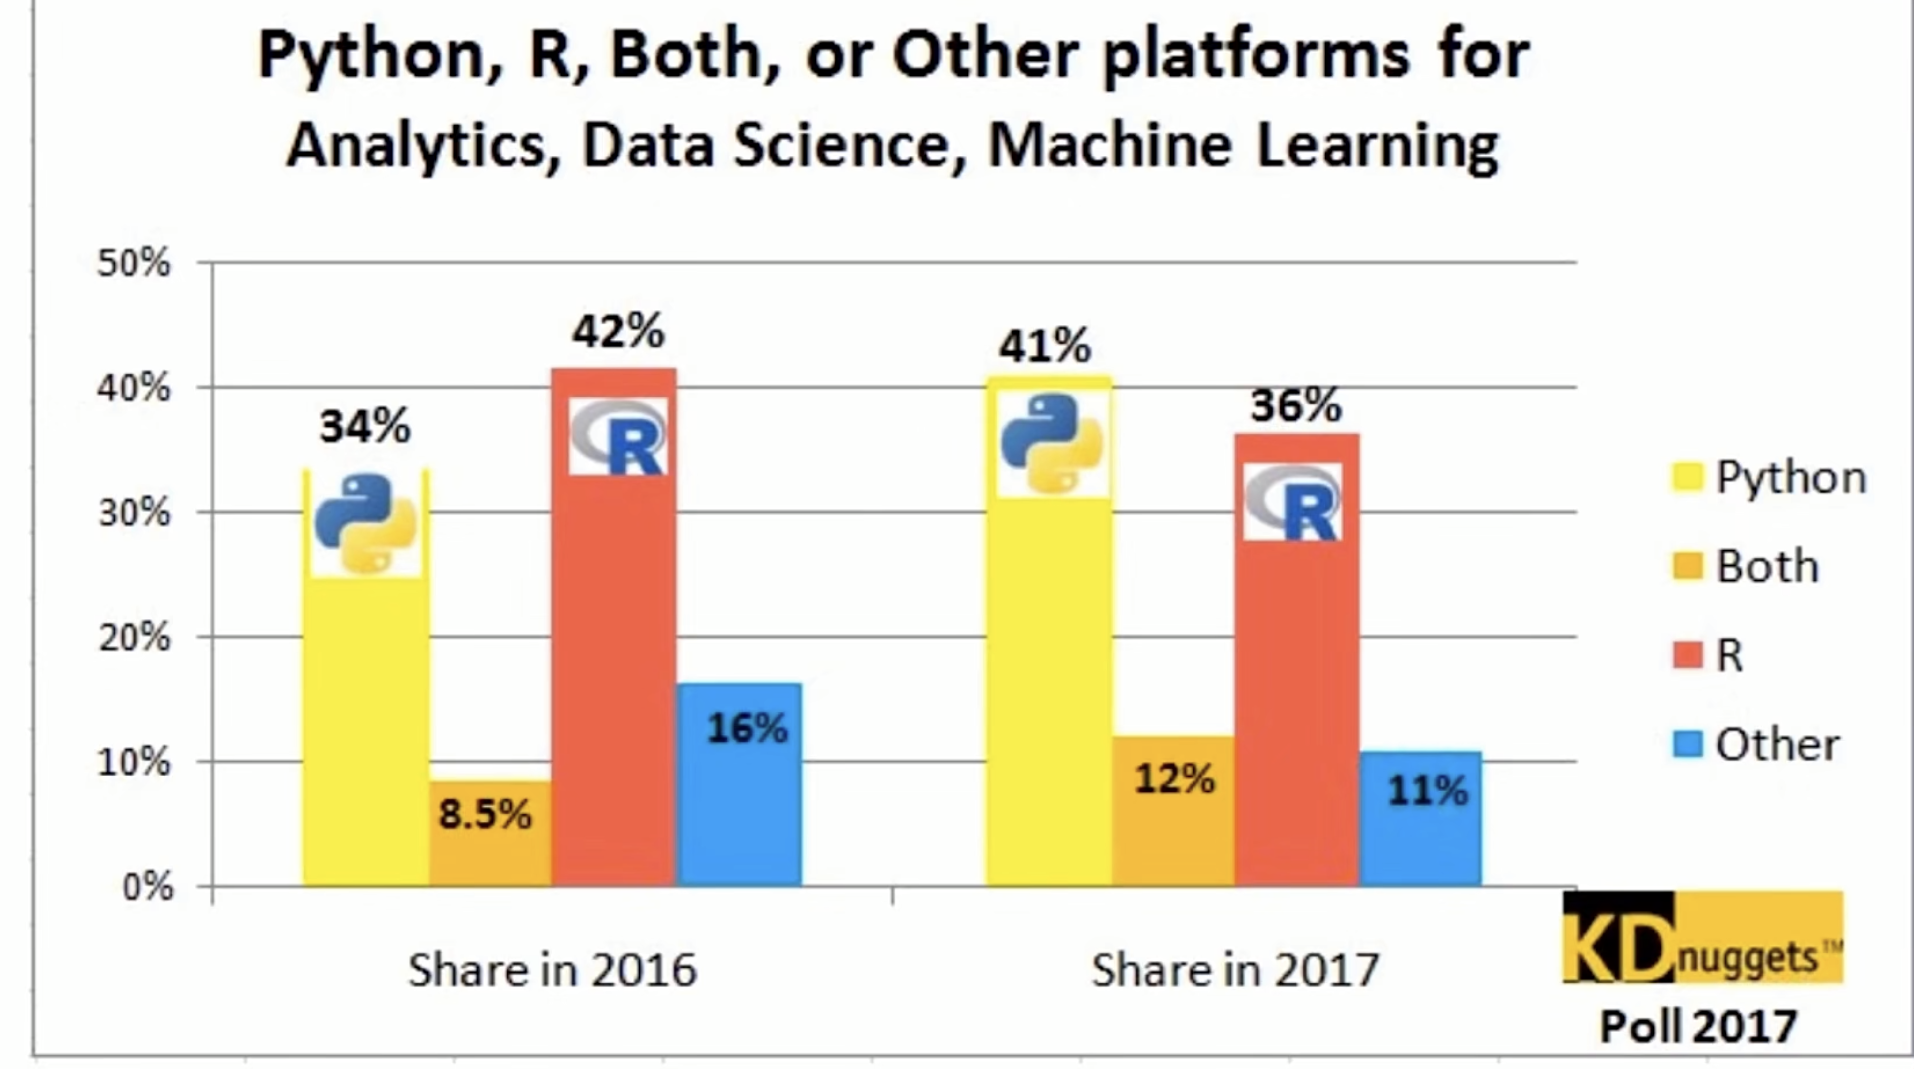 Python, R, Both, or Other platforms for
Analytics, Data Science, Machine Learning
50%
40%
30%
20%
10%
0%
34%
8.5%
42%
R
16%
41%
12%
36%
R
11%
Share in 2016
Share in 2017
Python
Both
R
Other
KDnuggets™
Poll 2017